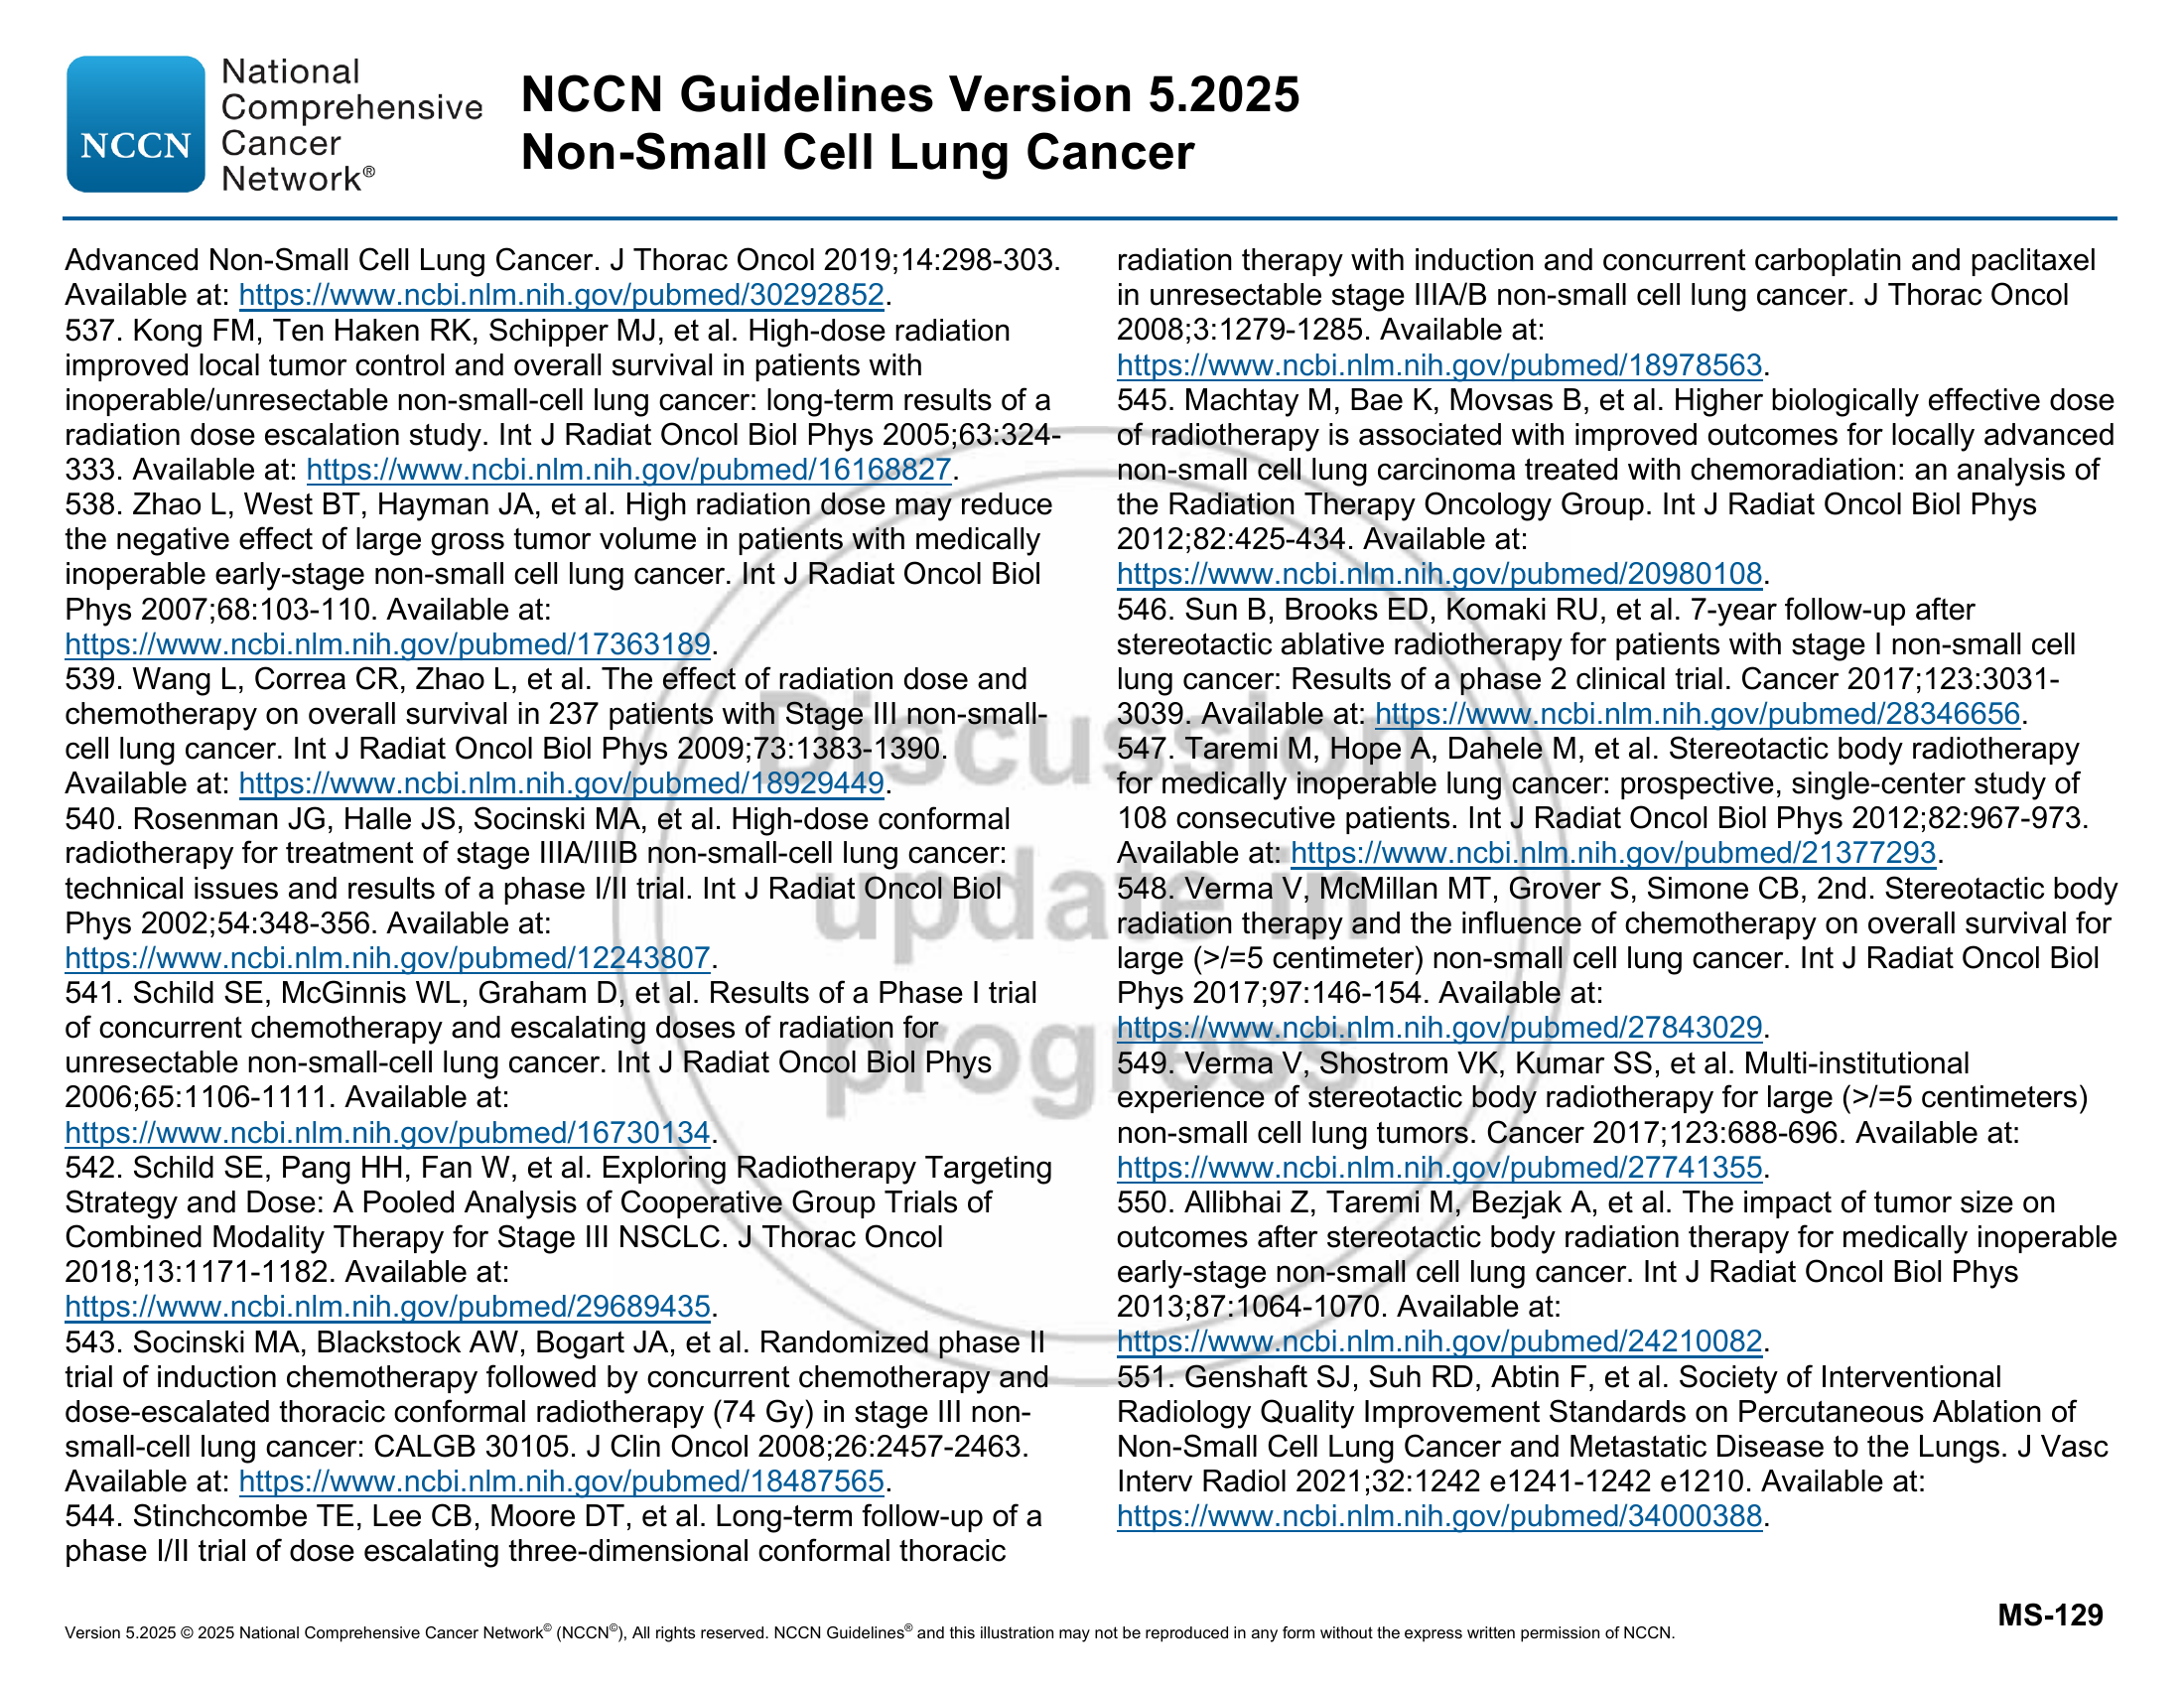 NCCN
National
Comprehensive
Cancer
Network®
NCCN Guidelines Version 5.2025
Non-Small Cell Lung Cancer
Advanced Non-Small Cell Lung Cancer. J Thorac Oncol 2019;14:298-303.
Available at: https://www.ncbi.nlm.nih.gov/pubmed/30292852.
537. Kong FM, Ten Haken RK, Schipper MJ, et al. High-dose radiation
improved local tumor control and overall survival in patients with
inoperable/unresectable non-small-cell lung cancer: long-term results of a
radiation dose escalation study. Int J Radiat Oncol Biol Phys 2005;63:324-
333. Available at: https://www.ncbi.nlm.nih.gov/pubmed/16168827.
538. Zhao L, West BT, Hayman JA, et al. High radiation dose may reduce
the negative effect of large gross tumor volume in patients with medically
inoperable early-stage non-small cell lung cancer. Int J Radiat Oncol Biol
Phys 2007;68:103-110. Available at:
https://www.ncbi.nlm.nih.gov/pubmed/17363189.
539. Wang L, Correa CR, Zhao L, et al. The effect of radiation dose and
chemotherapy on overall survival in 237 patients with Stage III non-small-
cell lung cancer. Int J Radiat Oncol Biol Phys 2009;73:1383-1390.
Available at: https://www.ncbi.nlm.nih.gov/pubmed/18929449.
540. Rosenman JG, Halle JS, Socinski MA, et al. High-dose conformal
radiotherapy for treatment of stage IIIA/IIIB non-small-cell lung cancer:
technical issues and results of a phase I/II trial. Int J Radiat Oncol Biol
Phys 2002;54:348-356. Available at:
https://www.ncbi.nlm.nih.gov/pubmed/12243807.
541. Schild SE, McGinnis WL, Graham D, et al. Results of a Phase I trial
of concurrent chemotherapy and escalating doses of radiation for
unresectable non-small-cell lung cancer. Int J Radiat Oncol Biol Phys
2006;65:1106-1111. Available at:
https://www.ncbi.nlm.nih.gov/pubmed/16730134.
542. Schild SE, Pang HH, Fan W, et al. Exploring Radiotherapy Targeting
Strategy and Dose: A Pooled Analysis of Cooperative Group Trials of
Combined Modality Therapy for Stage III NSCLC. J Thorac Oncol
2018;13:1171-1182. Available at:
https://www.ncbi.nlm.nih.gov/pubmed/29689435.
543. Socinski MA, Blackstock AW, Bogart JA, et al. Randomized phase II
trial of induction chemotherapy followed by concurrent chemotherapy and
dose-escalated thoracic conformal radiotherapy (74 Gy) in stage III non-
small-cell lung cancer: CALGB 30105. J Clin Oncol 2008;26:2457-2463.
Available at: https://www.ncbi.nlm.nih.gov/pubmed/18487565.
544. Stinchcombe TE, Lee CB, Moore DT, et al. Long-term follow-up of a
phase I/II trial of dose escalating three-dimensional conformal thoracic
radiation therapy with induction and concurrent carboplatin and paclitaxel
in unresectable stage IIIA/B non-small cell lung cancer. J Thorac Oncol
2008;3:1279-1285. Available at:
https://www.ncbi.nlm.nih.gov/pubmed/18978563.
545. Machtay M, Bae K, Movsas B, et al. Higher biologically effective dose
of radiotherapy is associated with improved outcomes for locally advanced
non-small cell lung carcinoma treated with chemoradiation: an analysis of
the Radiation Therapy Oncology Group. Int J Radiat Oncol Biol Phys
2012;82:425-434. Available at:
https://www.ncbi.nlm.nih.gov/pubmed/20980108.
546. Sun B, Brooks ED, Komaki RU, et al. 7-year follow-up after
stereotactic ablative radiotherapy for patients with stage I non-small cell
lung cancer: Results of a phase 2 clinical trial. Cancer 2017;123:3031-
3039. Available at: https://www.ncbi.nlm.nih.gov/pubmed/28346656.
547. Taremi M, Hope A, Dahele M, et al. Stereotactic body radiotherapy
for medically inoperable lung cancer: prospective, single-center study of
108 consecutive patients. Int J Radiat Oncol Biol Phys 2012;82:967-973.
Available at: https://www.ncbi.nlm.nih.gov/pubmed/21377293.
548. Verma V, McMillan MT, Grover S, Simone CB, 2nd. Stereotactic body
radiation therapy and the influence of chemotherapy on overall survival for
large (>/=5 centimeter) non-small cell lung cancer. Int J Radiat Oncol Biol
Phys 2017;97:146-154. Available at:
https://www.ncbi.nlm.nih.gov/pubmed/27843029.
549. Verma V, Shostrom VK, Kumar SS, et al. Multi-institutional
experience of stereotactic body radiotherapy for large (>/=5 centimeters)
non-small cell lung tumors. Cancer 2017;123:688-696. Available at:
https://www.ncbi.nlm.nih.gov/pubmed/27741355.
550. Allibhai Z, Taremi M, Bezjak A, et al. The impact of tumor size on
outcomes after stereotactic body radiation therapy for medically inoperable
early-stage non-small cell lung cancer. Int J Radiat Oncol Biol Phys
2013;87:1064-1070. Available at:
https://www.ncbi.nlm.nih.gov/pubmed/24210082.
551. Genshaft SJ, Suh RD, Abtin F, et al. Society of Interventional
Radiology Quality Improvement Standards on Percutaneous Ablation of
Non-Small Cell Lung Cancer and Metastatic Disease to the Lungs. J Vasc
Interv Radiol 2021;32:1242 e1241-1242 e1210. Available at:
https://www.ncbi.nlm.nih.gov/pubmed/34000388.
Discussion
update in
progress
MS-129
Version 5.2025 © 2025 National Comprehensive Cancer Network© (NCCN©), All rights reserved. NCCN Guidelines® and this illustration may not be reproduced in any form without the express written permission of NCCN.